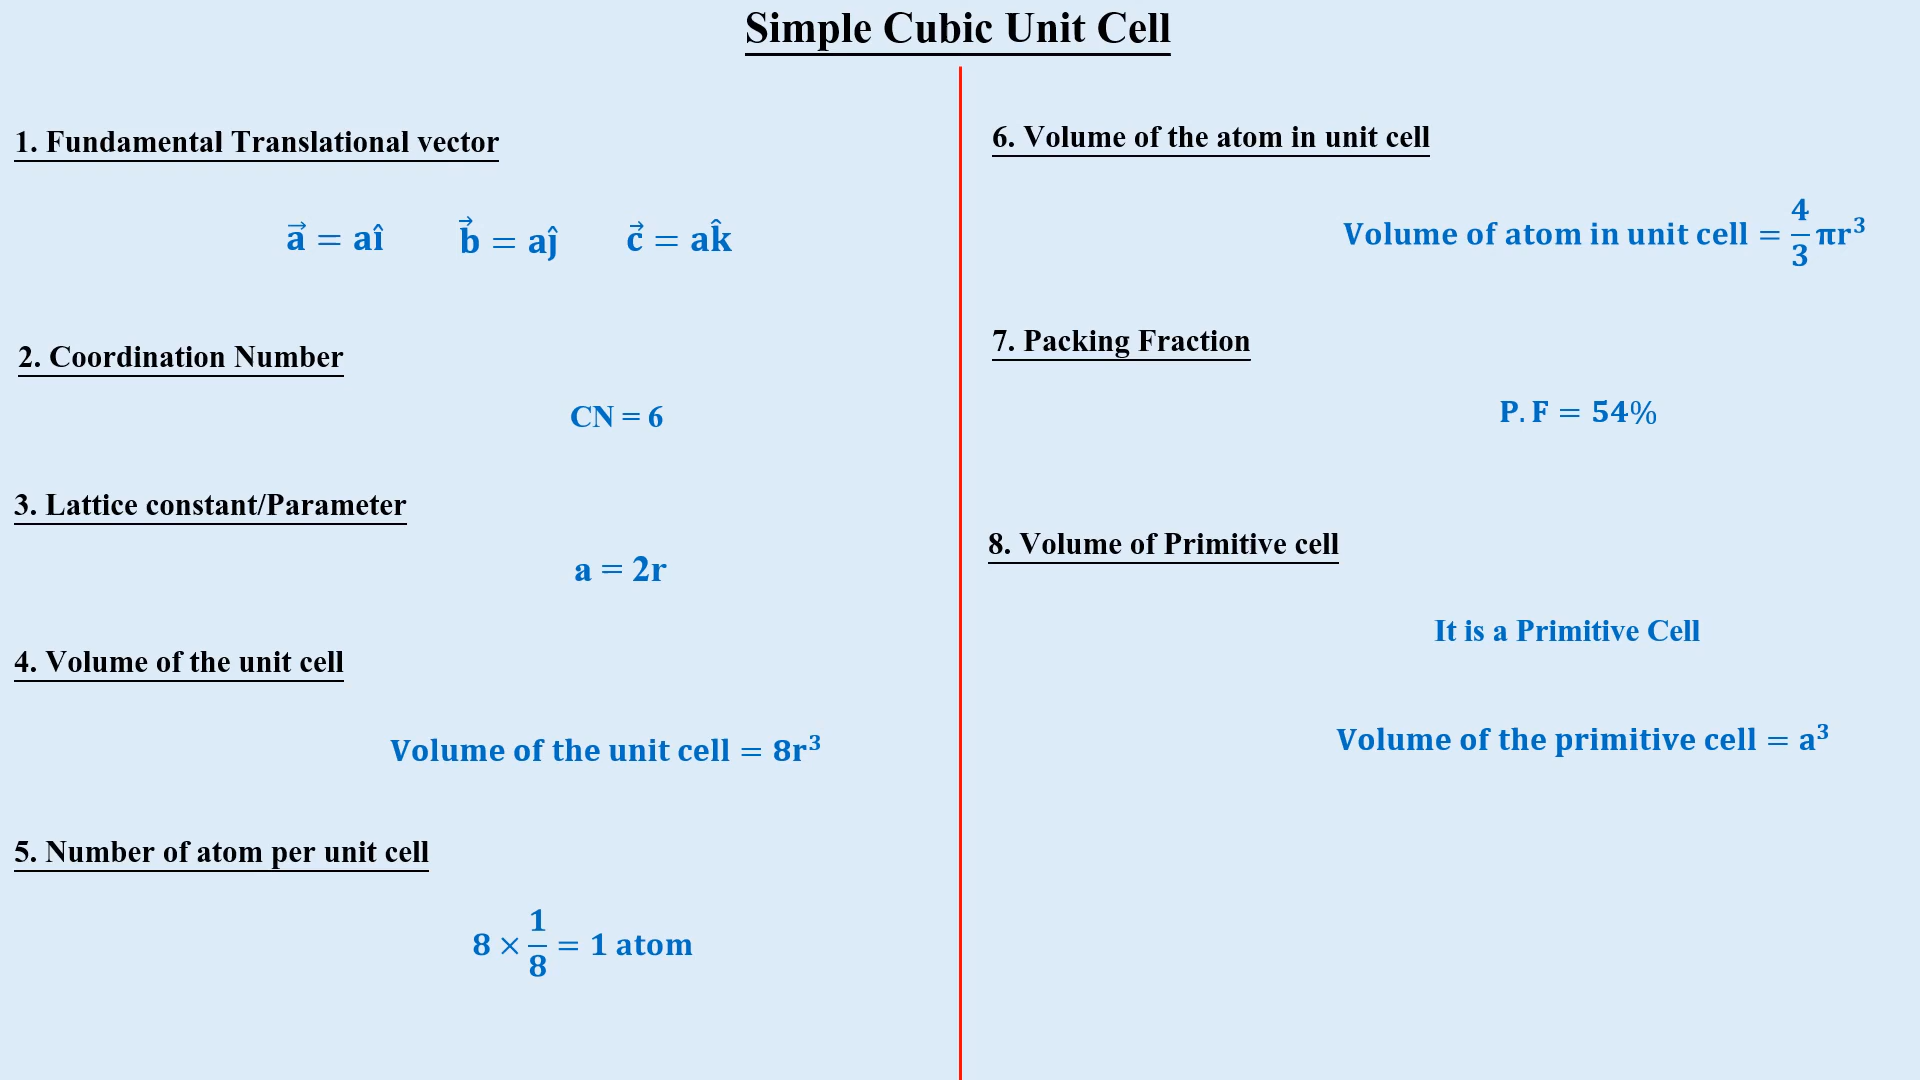 Simple Cubic Unit Cell
1. Fundamental Translational vector
a⃗ = aî   b⃗ = aĵ   c⃗ = ak̂
2. Coordination Number
CN = 6
3. Lattice constant/Parameter
a = 2r
4. Volume of the unit cell
Volume of the unit cell = 8r³
5. Number of atom per unit cell
8 × 1/8 = 1 atom
6. Volume of the atom in unit cell
Volume of atom in unit cell = 4/3 πr³
7. Packing Fraction
P. F = 54%
8. Volume of Primitive cell
It is a Primitive Cell
Volume of the primitive cell = a³